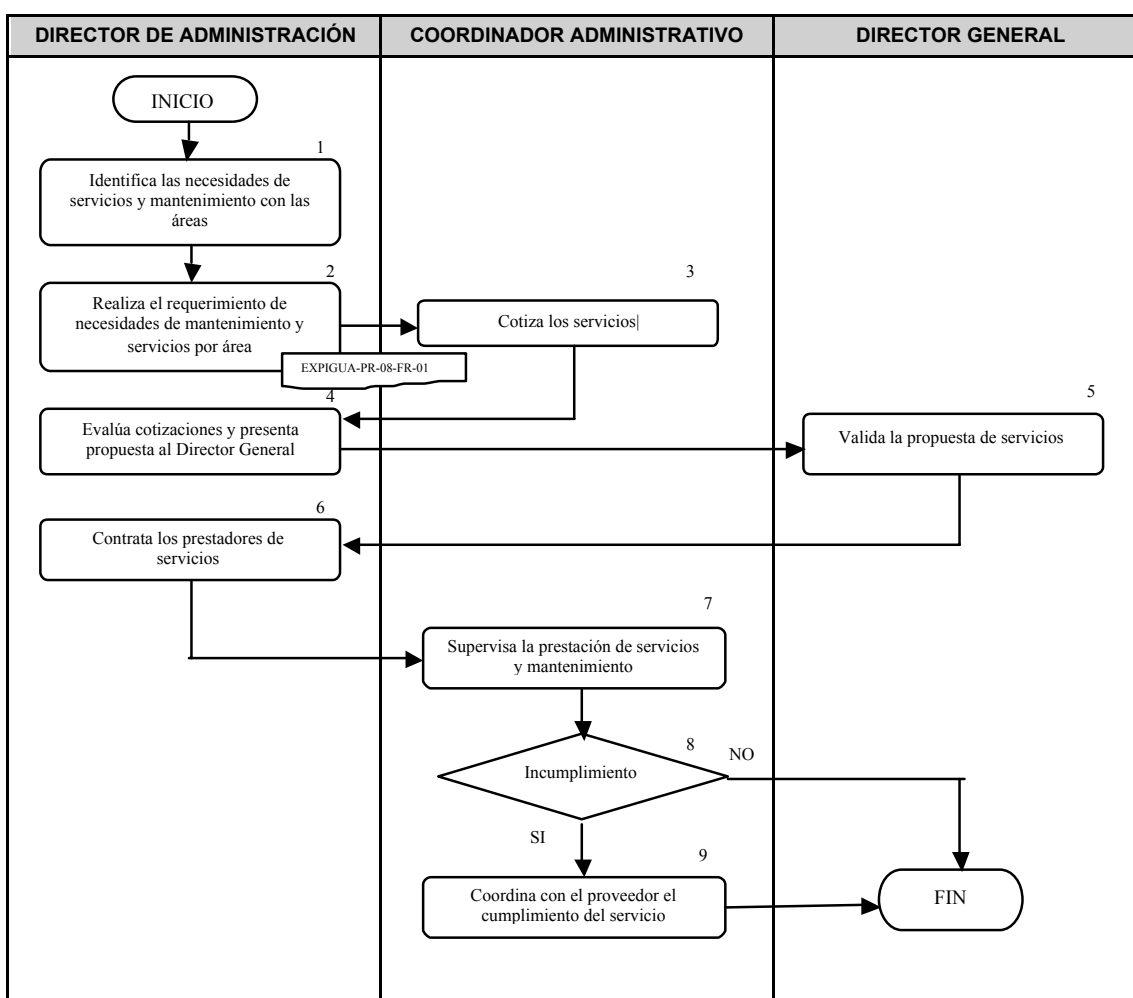 DIRECTOR DE ADMINISTRACIÓN
COORDINADOR ADMINISTRATIVO
DIRECTOR GENERAL
INICIO
1
Identifica las necesidades de
servicios y mantenimiento con las
áreas
2
Realiza el requerimiento de
necesidades de mantenimiento y
servicios por área
EXPIGUA-PR-08-FR-01
3
Cotiza los servicios
4
Evalúa cotizaciones y presenta
propuesta al Director General
5
Valida la propuesta de servicios
6
Contrata los prestadores de
servicios
7
Supervisa la prestación de servicios
y mantenimiento
8
Incumplimiento
NO
SI
9
Coordina con el proveedor el
cumplimiento del servicio
FIN